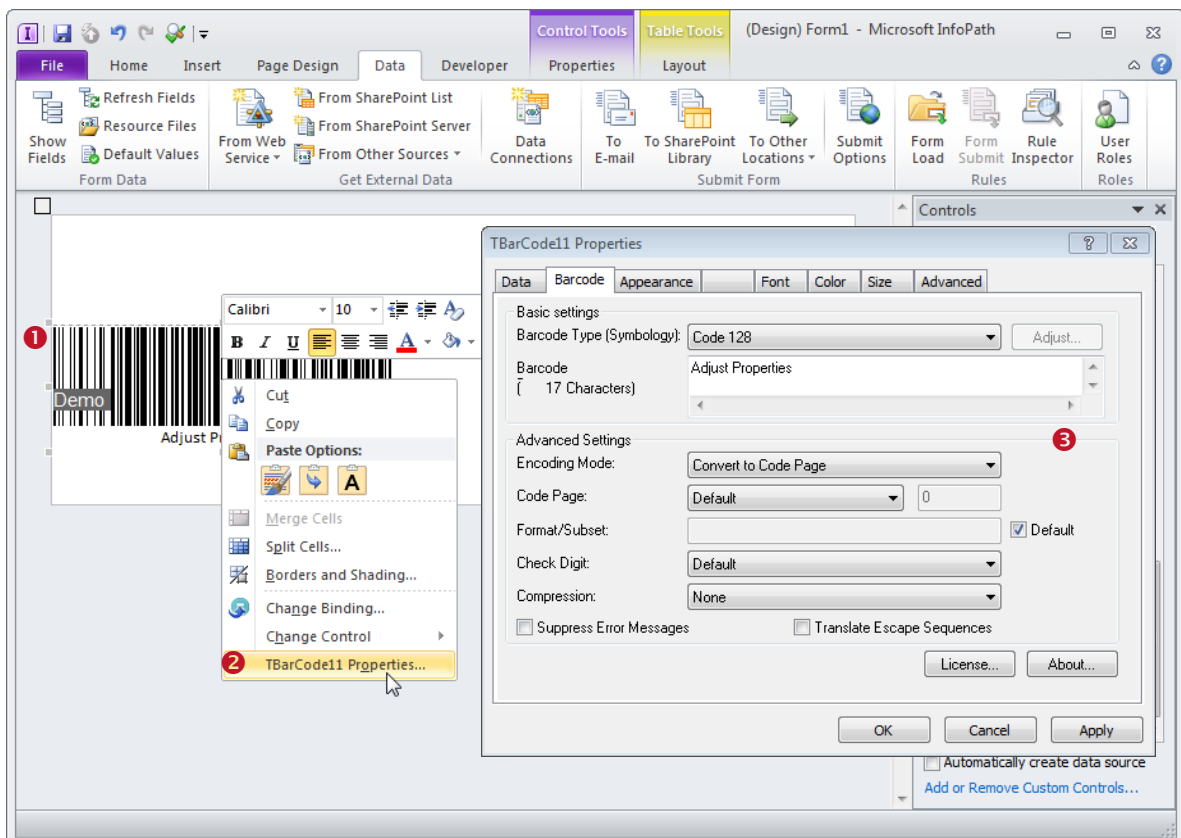 Control Tools Table Tools (Design) Form1 - Microsoft InfoPath
File Home Insert Page Design Data Developer Properties Layout
Show Fields
Refresh Fields
Resource Files
Default Values
Form Data
From Web Service
From SharePoint List
From SharePoint Server
From Other Sources
Data Connections
Get External Data
To E-mail
To SharePoint Library
To Other Locations
Submit Options
Submit Form
Form Load
Form Submit
Rule Inspector
Rules
User Roles
Roles
Controls
1
Demo
Adjust P
Calibri 10
B I U A
Cut
Copy
Paste Options:
A
Merge Cells
Split Cells...
Borders and Shading...
Change Binding...
Change Control
2 TBarCode11 Properties...
TBarCode11 Properties
Data Barcode Appearance Font Color Size Advanced
Basic settings
Barcode Type (Symbology): Code 128 Adjust...
Barcode Adjust Properties
( 17 Characters)
3
Advanced Settings
Encoding Mode: Convert to Code Page
Code Page: Default 0
Format/Subset: Default
Check Digit: Default
Compression: None
Suppress Error Messages Translate Escape Sequences
License... About...
OK Cancel Apply
Automatically create data source
Add or Remove Custom Controls...